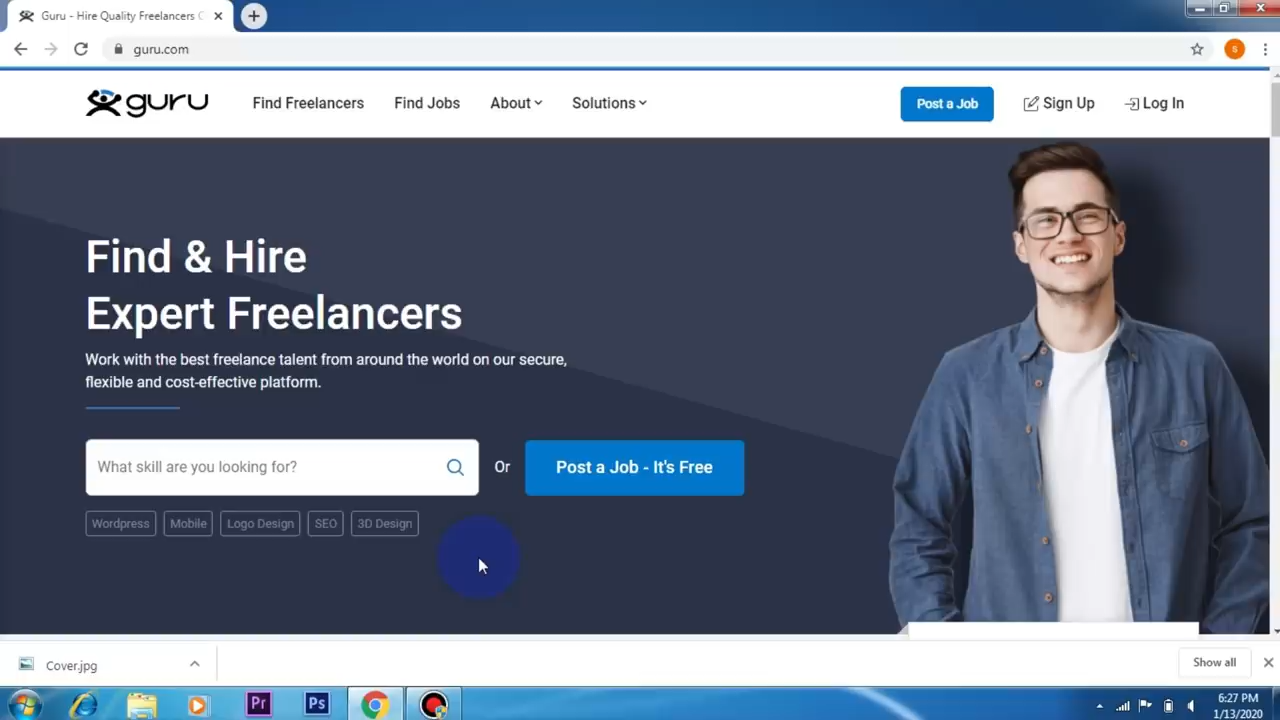 Guru - Hire Quality Freelancers
guru.com
guru
Find Freelancers
Find Jobs
About
Solutions
Post a Job
Sign Up
Log In
Find & Hire
Expert Freelancers
Work with the best freelance talent from around the world on our secure,
flexible and cost-effective platform.
What skill are you looking for?
Or
Post a Job - It's Free
Wordpress
Mobile
Logo Design
SEO
3D Design
Cover.jpg
Show all
Pr
Ps
6:27 PM
1/13/2020